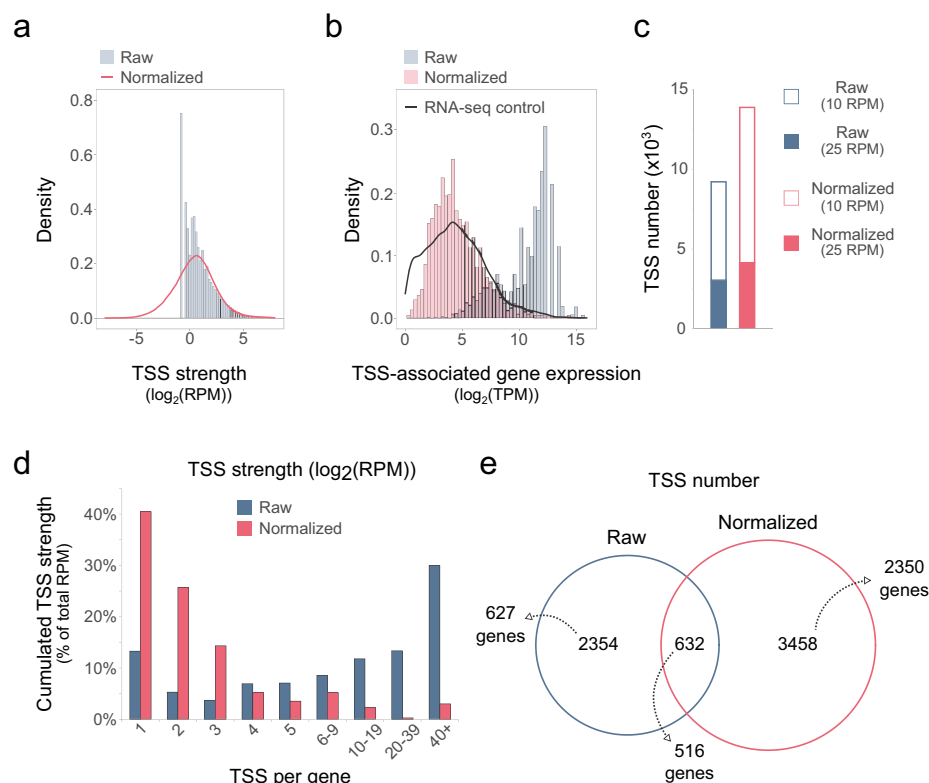 a
Raw
Normalized
0.8
0.6
0.4
0.2
0.0
Density
-5
0
5
TSS strength
(log2(RPM))
b
Raw
Normalized
RNA-seq control
0.3
0.2
0.1
0.0
Density
0
5
10
15
TSS-associated gene expression
(log2(TPM))
c
15
10
5
0
TSS number (x10³)
Raw
(10 RPM)
Raw
(25 RPM)
Normalized
(10 RPM)
Normalized
(25 RPM)
d
TSS strength (log2(RPM))
Raw
Normalized
40%
30%
20%
10%
0%
Cumulated TSS strength
(% of total RPM)
1
2
3
4
5
6-9
10-19
20-39
40+
TSS per gene
e
TSS number
Raw
Normalized
627
genes
2354
632
3458
2350
genes
516
genes